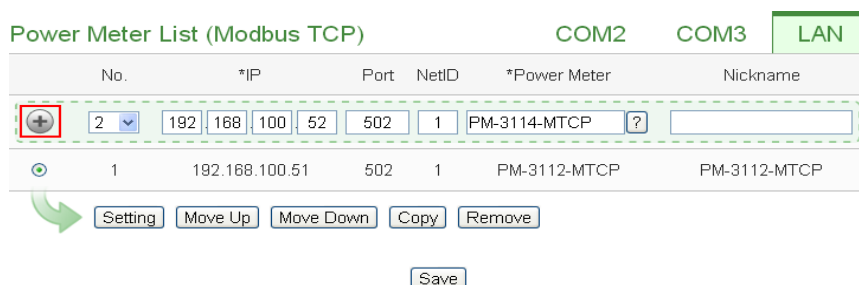 Power Meter List (Modbus TCP) COM2 COM3 LAN
No. *IP Port NetID *Power Meter Nickname
2 192 . 168 . 100 . 52 502 1 PM-3114-MTCP ?
1 192.168.100.51 502 1 PM-3112-MTCP PM-3112-MTCP
Setting Move Up Move Down Copy Remove
Save